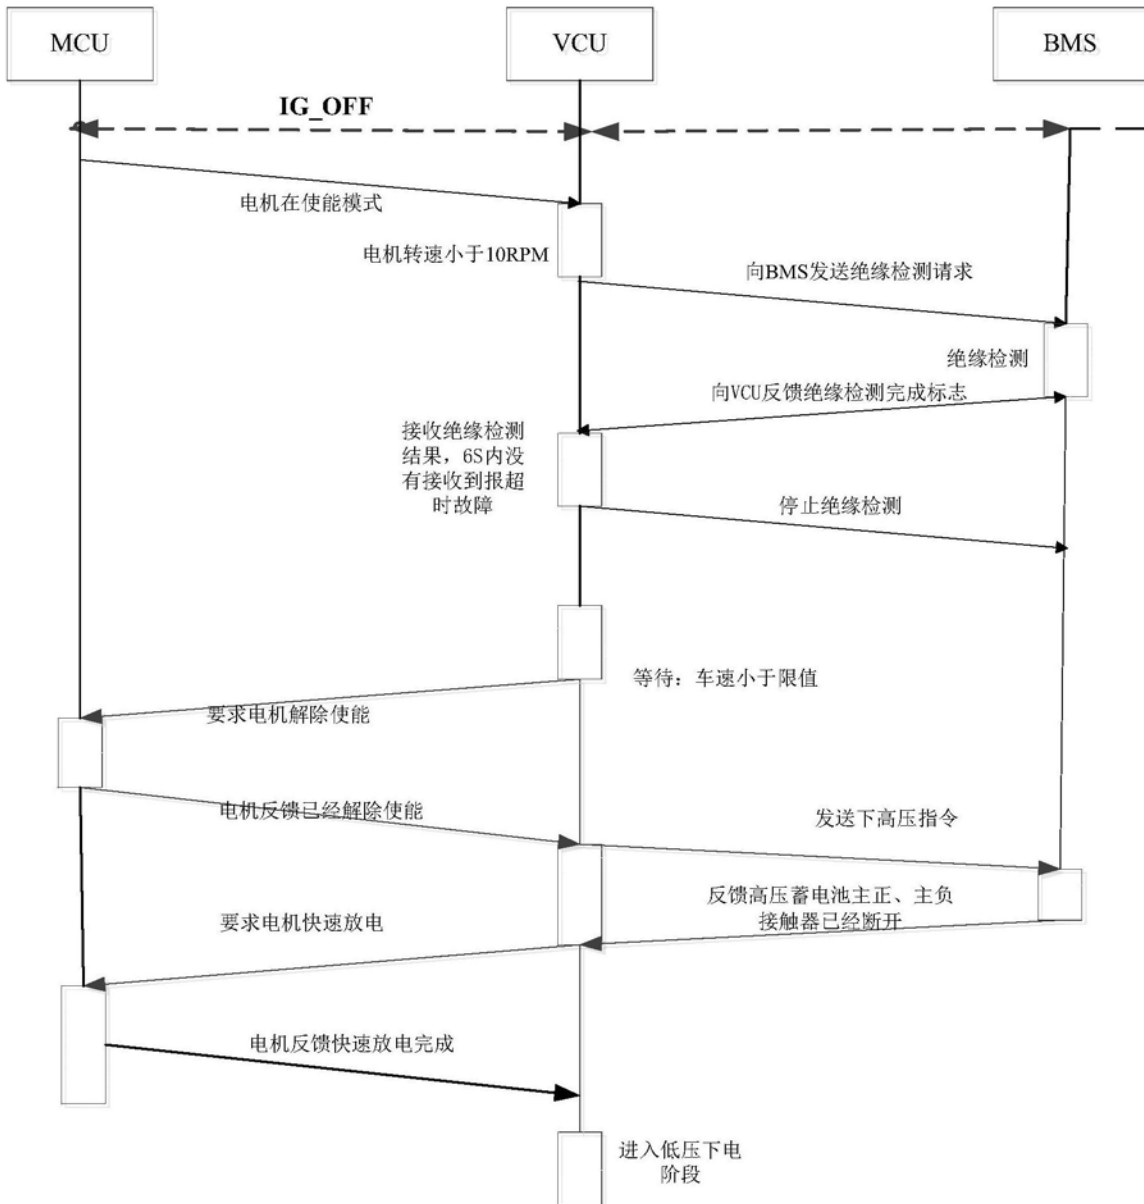 MCU
VCU
BMS
IG_OFF
电机在使能模式
电机转速小于10RPM
向BMS发送绝缘检测请求
绝缘检测
向VCU反馈绝缘检测完成标志
接收绝缘检测
结果，6S内没
有接收到报超
时故障
停止绝缘检测
等待：车速小于限值
要求电机解除使能
电机反馈已经解除使能
发送下高压指令
反馈高压蓄电池主正、主负
接触器已经断开
要求电机快速放电
电机反馈快速放电完成
进入低压下电
阶段